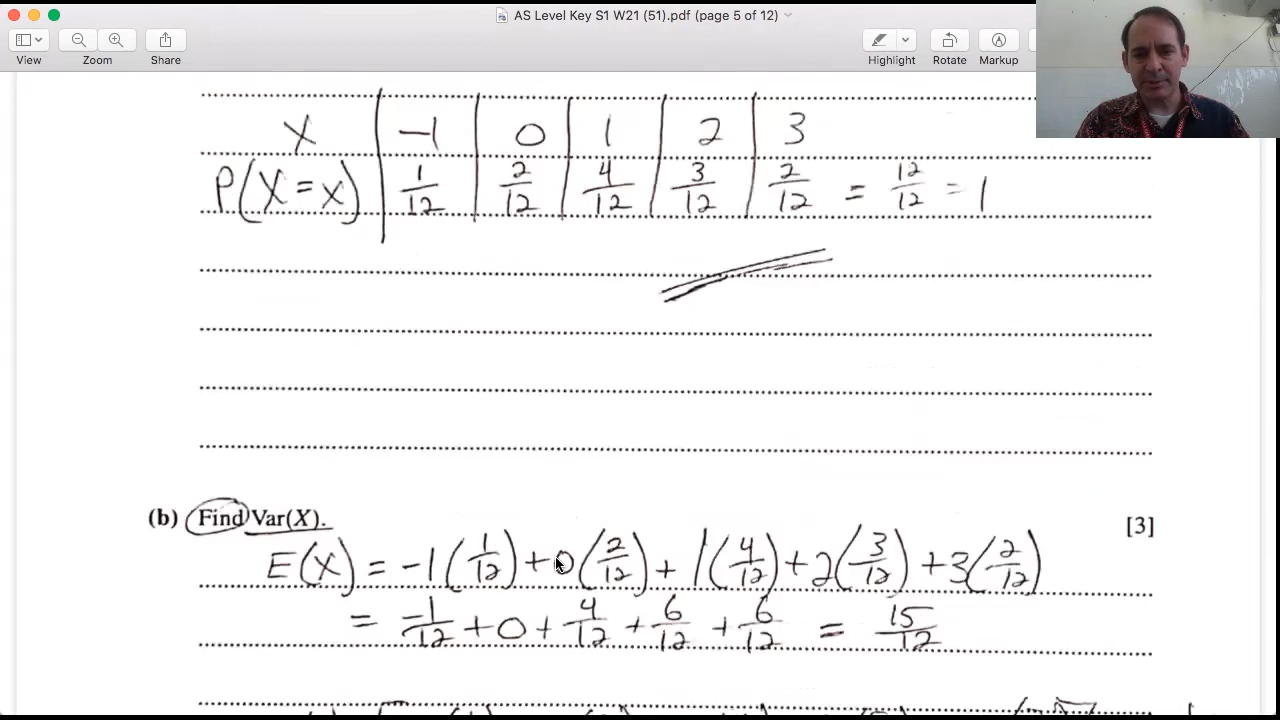 AS Level Key S1 W21 (51).pdf (page 5 of 12)
View Zoom Share Highlight Rotate Markup
X -1 0 1 2 3
P(X=x) 1/12 2/12 4/12 3/12 2/12 = 12/12 = 1
(b) Find Var(X). [3]
E(X) = -1(1/12) + 0(2/12) + 1(4/12) + 2(3/12) + 3(2/12)
= -1/12 + 0 + 4/12 + 6/12 + 6/12 = 15/12